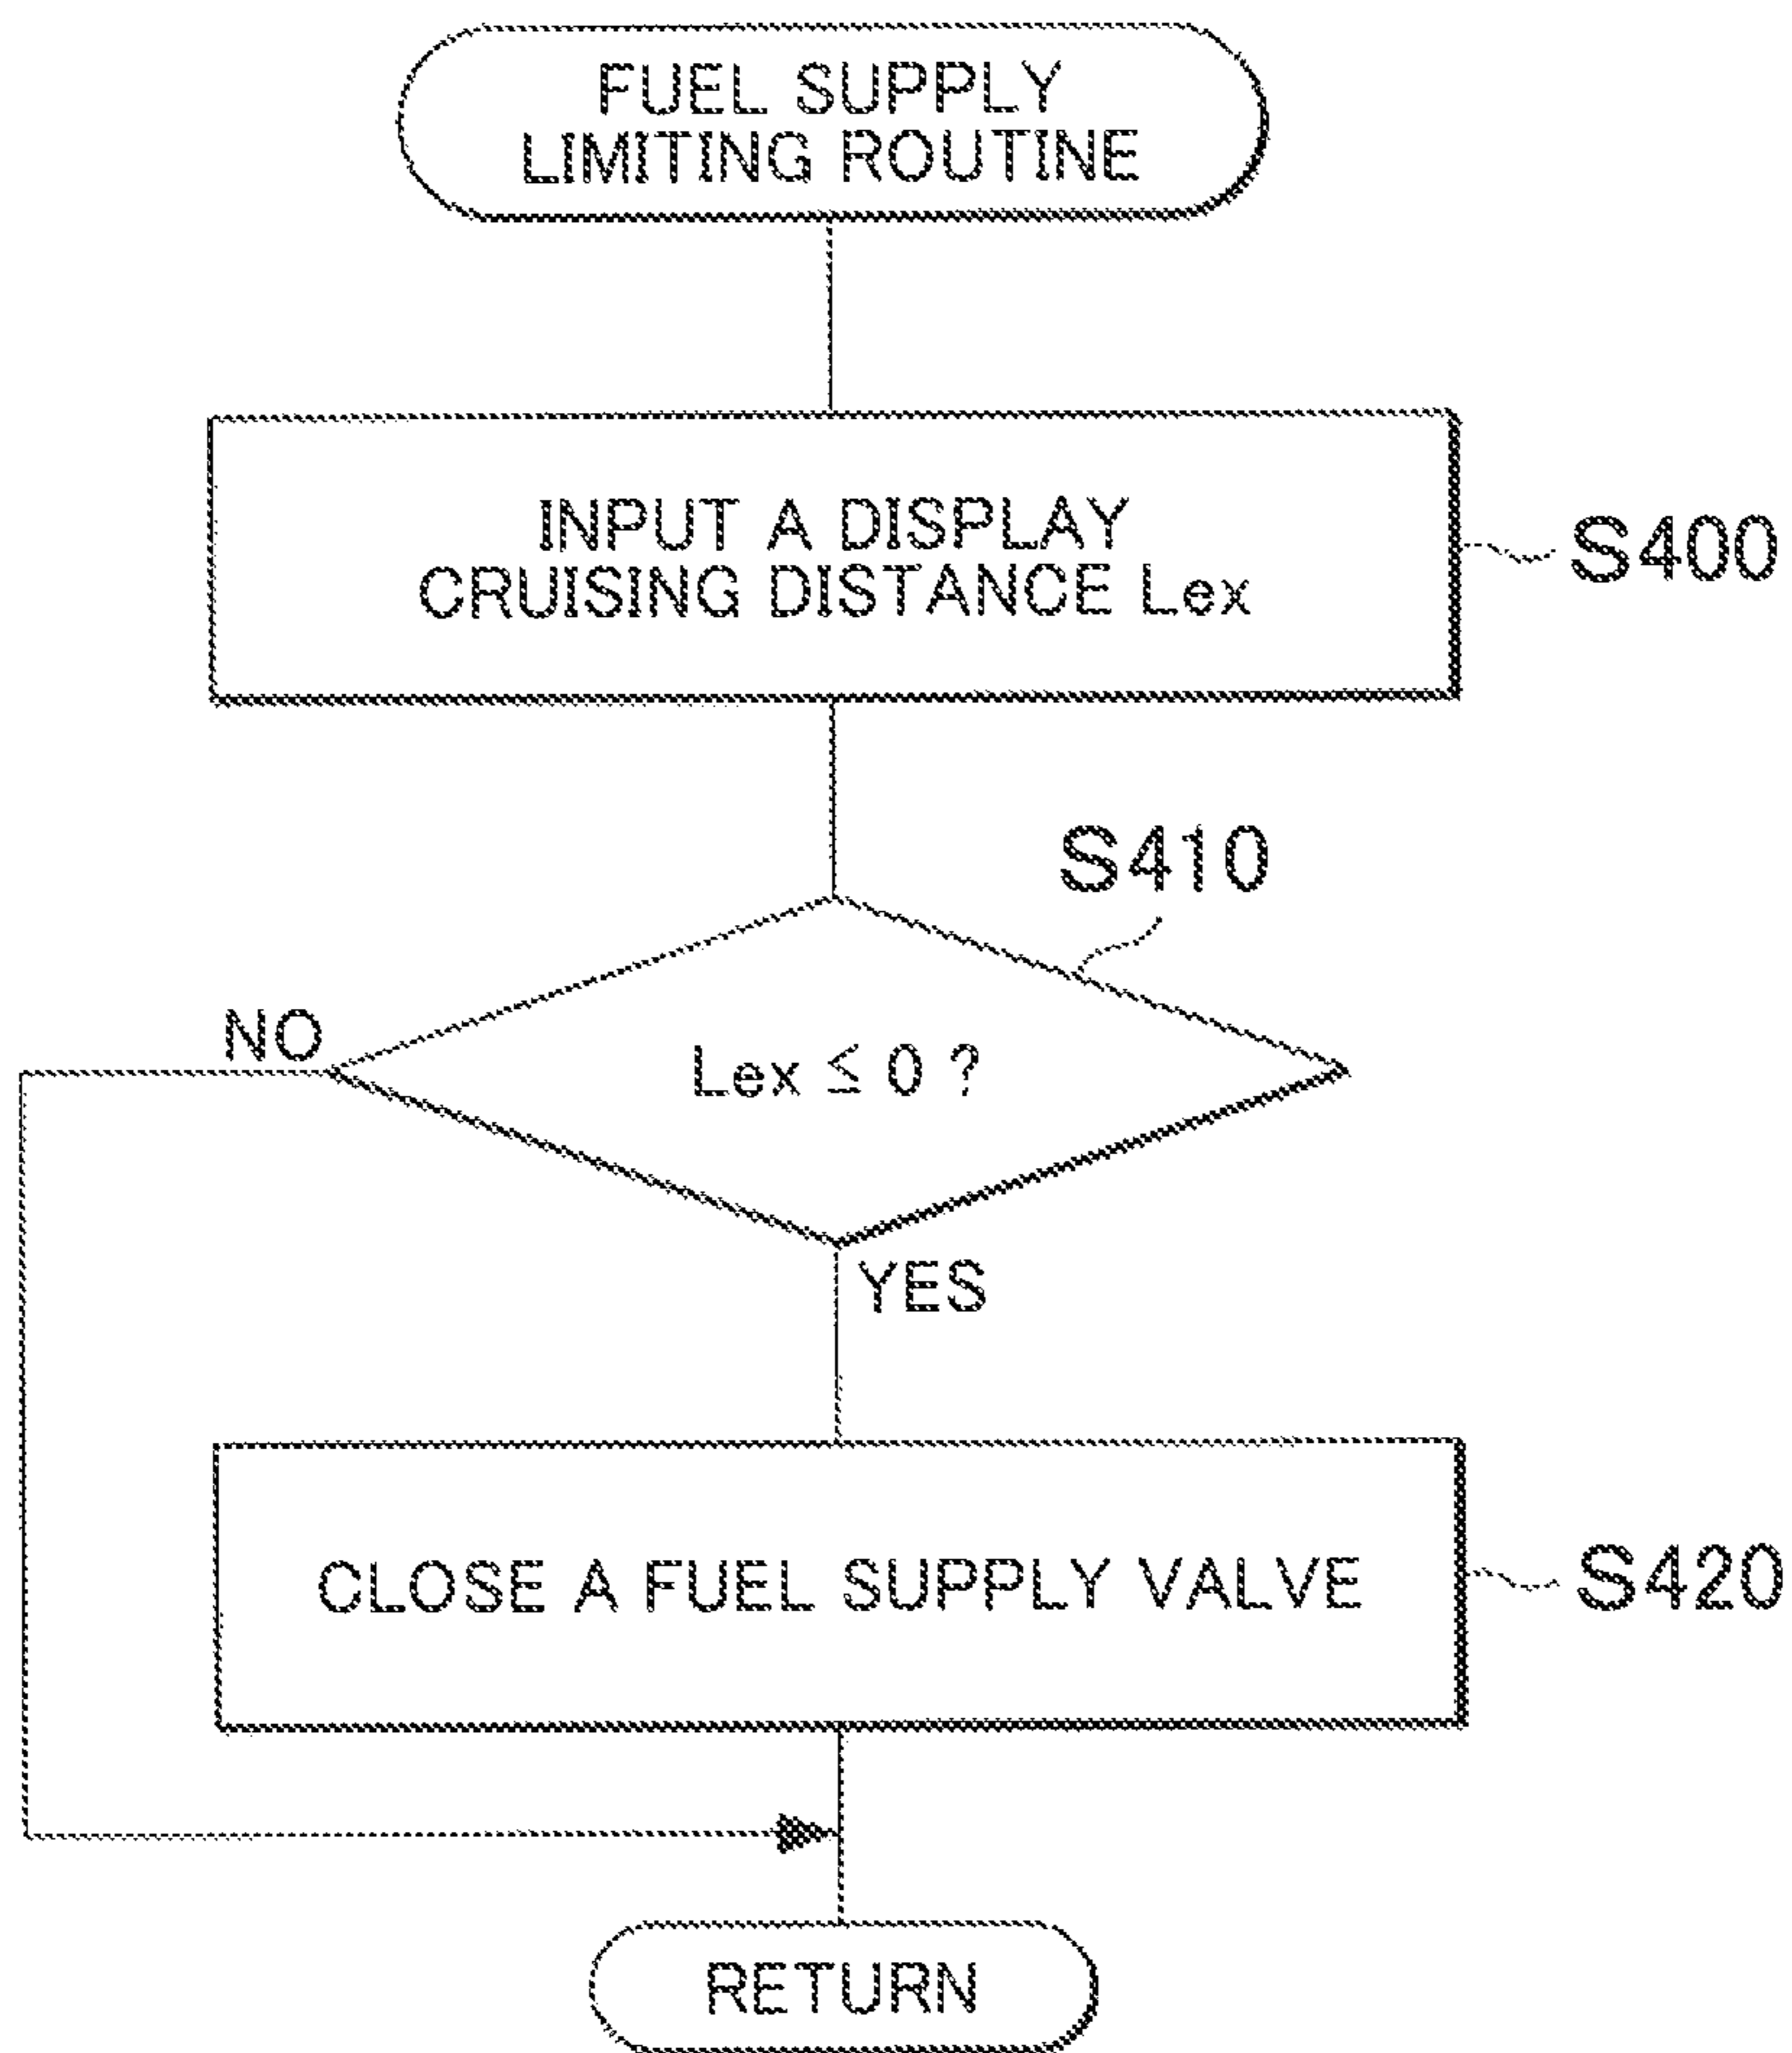 FUEL SUPPLY
LIMITING ROUTINE
INPUT A DISPLAY
CRUISING DISTANCE Lex
S400
S410
NO
Lex ≦ 0 ?
YES
CLOSE A FUEL SUPPLY VALVE
S420
RETURN